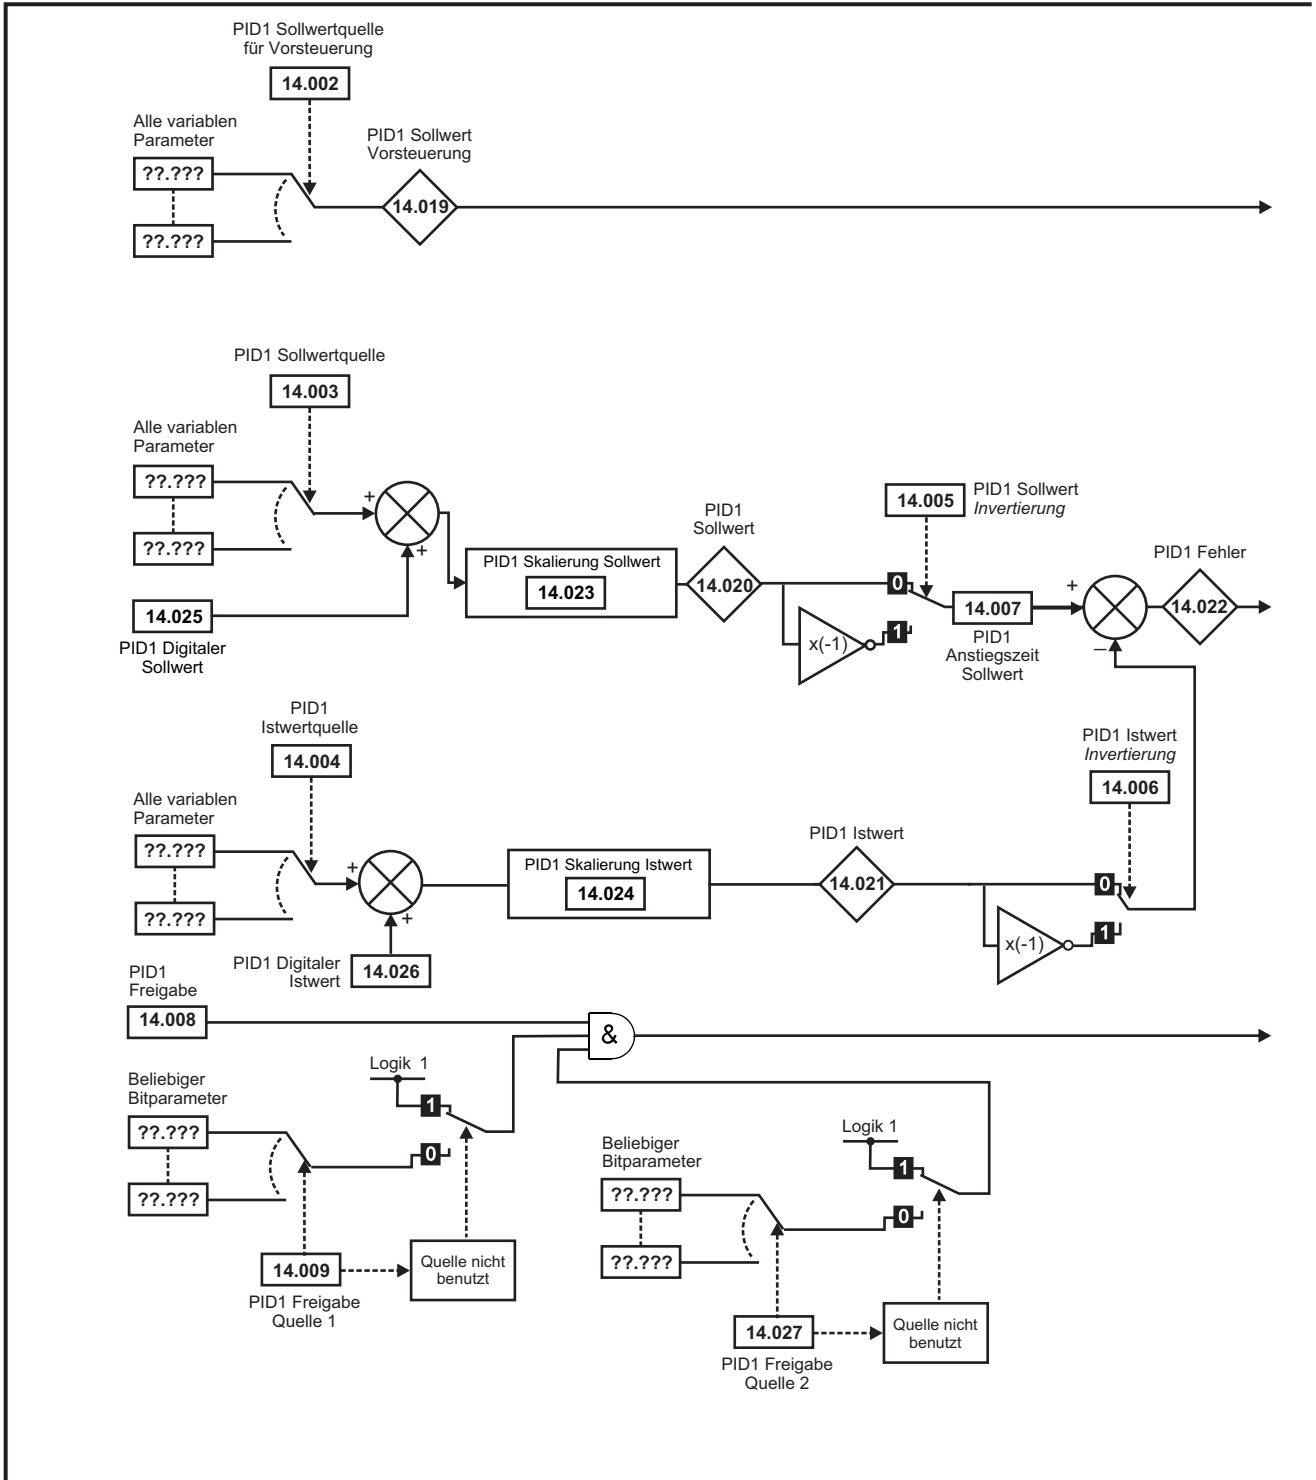 PID1 Sollwertquelle
für Vorsteuerung
14.002
Alle variablen
Parameter
??.???
??.???
PID1 Sollwert
Vorsteuerung
14.019
PID1 Sollwertquelle
14.003
Alle variablen
Parameter
??.???
??.???
+
+
14.025
PID1 Digitaler
Sollwert
PID1 Skalierung Sollwert
14.023
PID1
Sollwert
14.020
x(-1)
0
1
14.005
PID1 Sollwert
Invertierung
14.007
PID1
Anstiegszeit
Sollwert
+
–
PID1 Fehler
14.022
PID1
Istwertquelle
14.004
Alle variablen
Parameter
??.???
??.???
+
+
PID1 Digitaler
Istwert
14.026
PID1 Skalierung Istwert
14.024
PID1 Istwert
14.021
x(-1)
0
1
PID1 Istwert
Invertierung
14.006
PID1
Freigabe
14.008
&
Logik 1
1
0
Beliebiger
Bitparameter
??.???
??.???
14.009
PID1 Freigabe
Quelle 1
Quelle nicht
benutzt
Logik 1
1
0
Beliebiger
Bitparameter
??.???
??.???
14.027
PID1 Freigabe
Quelle 2
Quelle nicht
benutzt